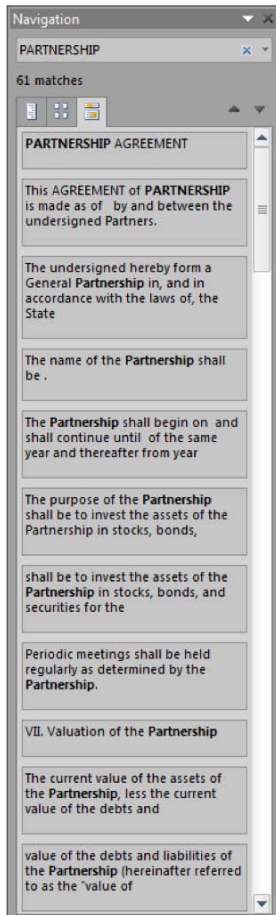 Navigation
PARTNERSHIP
61 matches
PARTNERSHIP AGREEMENT
This AGREEMENT of PARTNERSHIP
is made as of by and between the
undersigned Partners.
The undersigned hereby form a
General Partnership in, and in
accordance with the laws of, the
State
The name of the Partnership shall
be .
The Partnership shall begin on and
shall continue until of the same
year and thereafter from year
The purpose of the Partnership
shall be to invest the assets of the
Partnership in stocks, bonds,
shall be to invest the assets of the
Partnership in stocks, bonds, and
securities for the
Periodic meetings shall be held
regularly as determined by the
Partnership.
VII. Valuation of the Partnership
The current value of the assets of
the Partnership, less the current
value of the debts and
value of the debts and liabilities of
the Partnership (hereinafter referred
to as the "value of